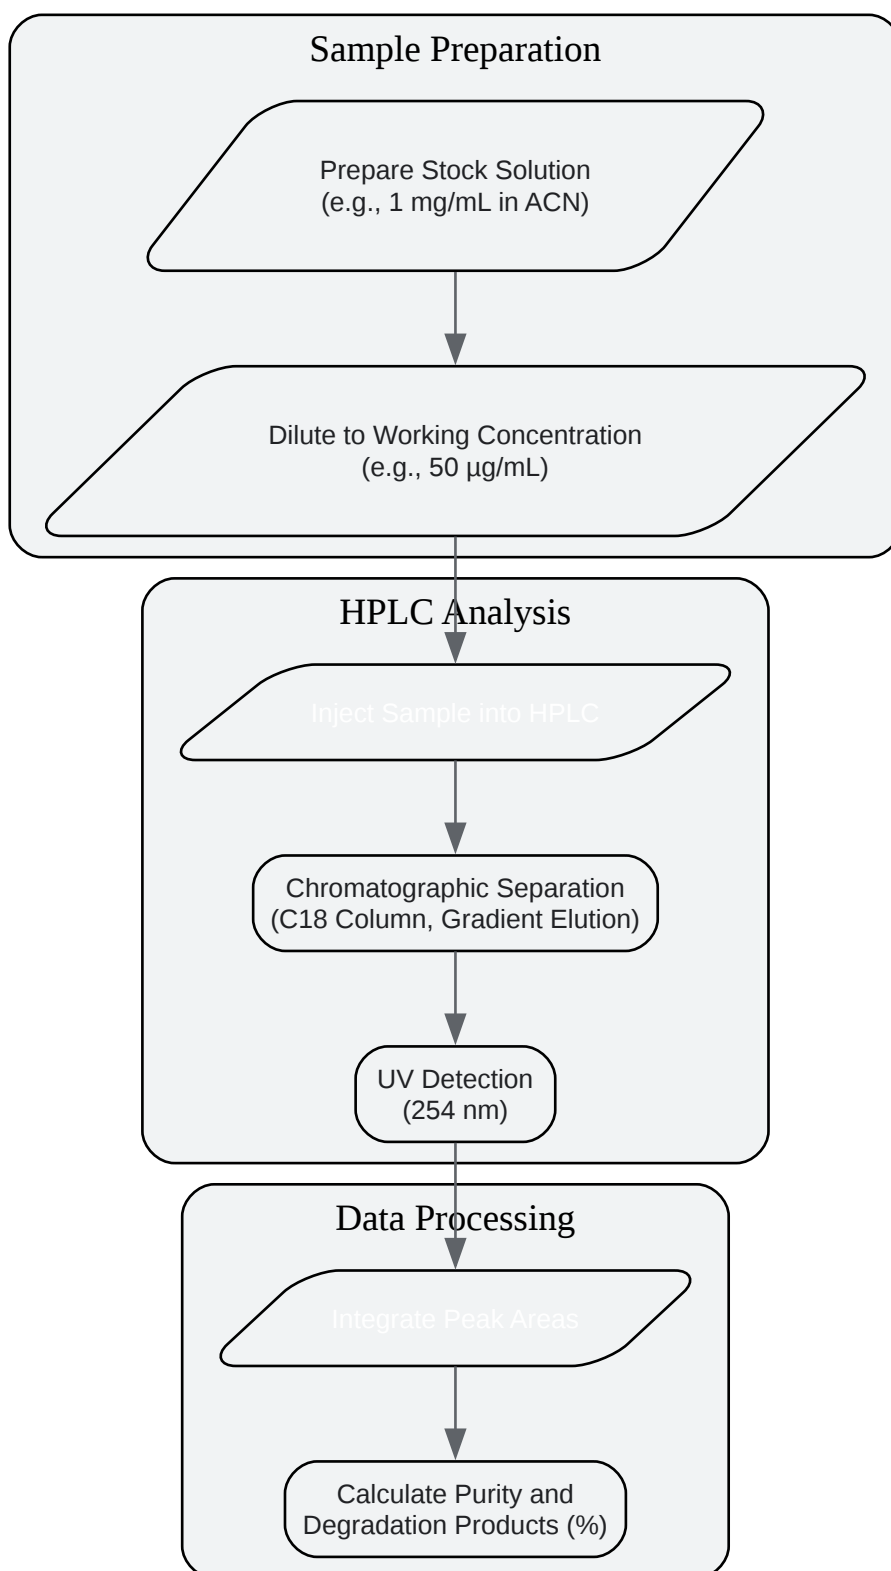 Sample Preparation
Prepare Stock Solution
(e.g., 1 mg/mL in ACN)
Dilute to Working Concentration
(e.g., 50 µg/mL)
HPLC Analysis
Inject Sample into HPLC
Chromatographic Separation
(C18 Column, Gradient Elution)
UV Detection
(254 nm)
Data Processing
Integrate Peak Areas
Calculate Purity and
Degradation Products (%)